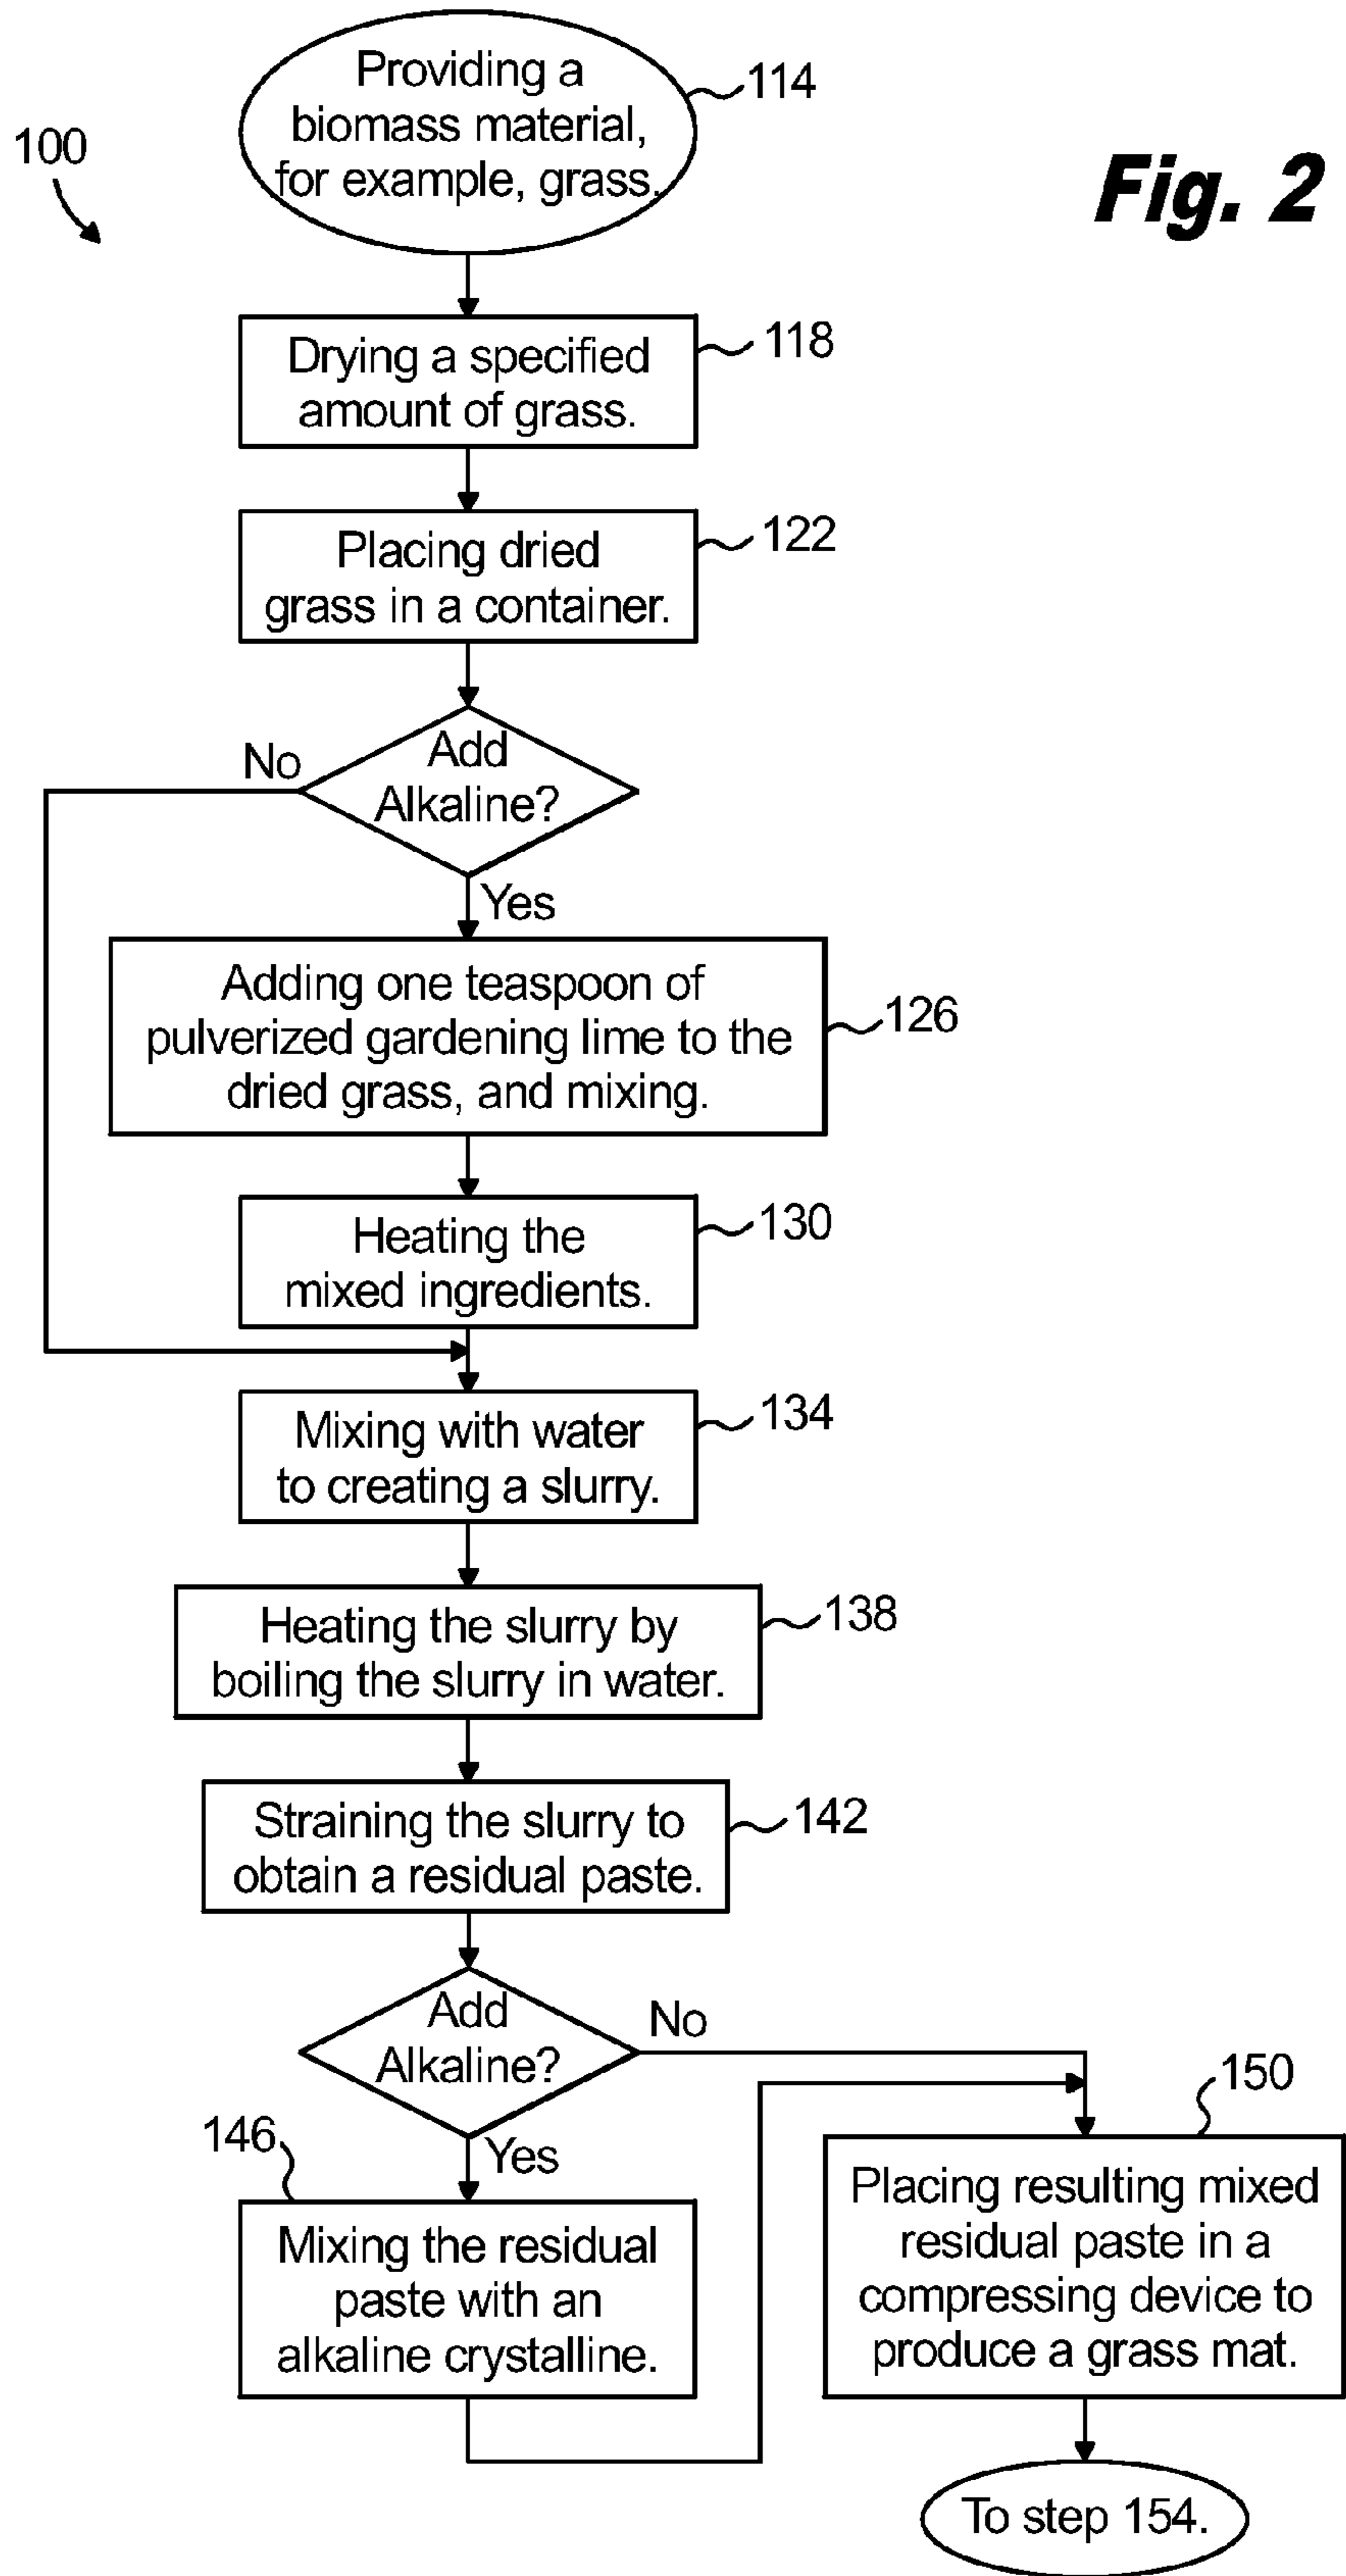 Providing a
biomass material,
for example, grass.
114
100
Fig. 2
Drying a specified
amount of grass.
118
Placing dried
grass in a container.
122
Add
Alkaline?
No
Yes
Adding one teaspoon of
pulverized gardening lime to the
dried grass, and mixing.
126
Heating the
mixed ingredients.
130
Mixing with water
to creating a slurry.
134
Heating the slurry by
boiling the slurry in water.
138
Straining the slurry to
obtain a residual paste.
142
Add
Alkaline?
No
Yes
146
Mixing the residual
paste with an
alkaline crystalline.
150
Placing resulting mixed
residual paste in a
compressing device to
produce a grass mat.
To step 154.